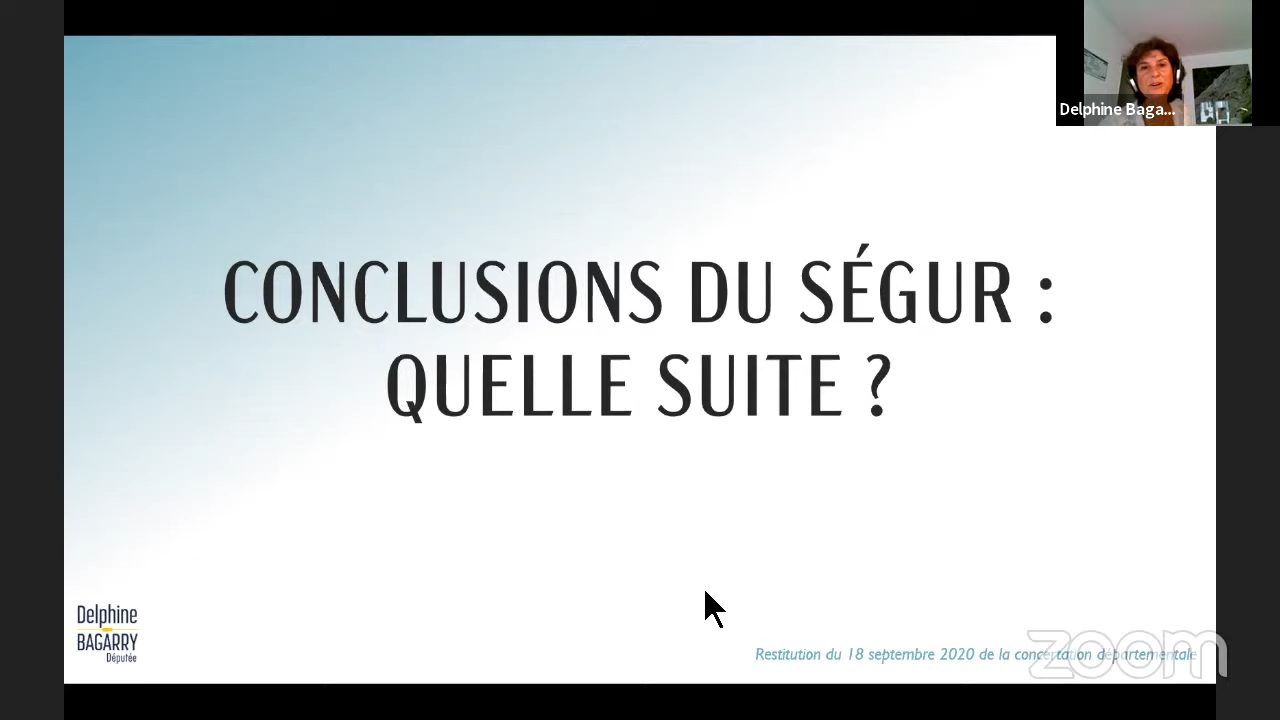 Delphine Baga...
CONCLUSIONS DU SÉGUR :
QUELLE SUITE ?
Delphine
BAGARRY
Députée
Restitution du 18 septembre 2020 de la concertation départementale
zoom